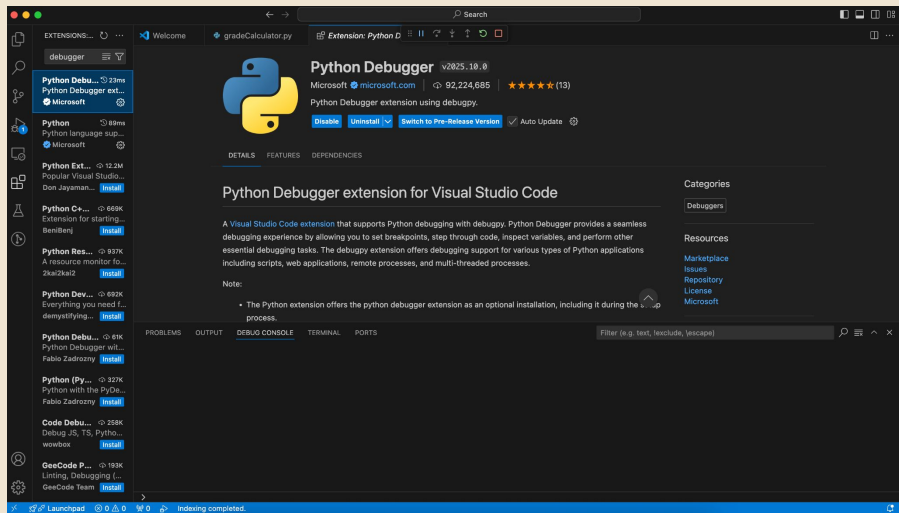 Search
EXTENSIONS:... 
debugger
Python Debu... 23ms
Python Debugger ext...
Microsoft
Python 89ms
Python language sup...
Microsoft
Python Ext... 12.2M
Popular Visual Studio...
Don Jayaman... Install
Python C+... 669K
Extension for starting...
BeniBenj Install
Python Res... 937K
A resource monitor fo...
2kai2kai2 Install
Python Dev... 692K
Everything you need f...
demystifying... Install
Python Debu... 61K
Python Debugger wit...
Fabio Zadrozny Install
Python (Py... 327K
Python with the PyDe...
Fabio Zadrozny Install
Code Debu... 258K
Debug JS, TS, Pytho...
wowbox Install
GeeCode P... 193K
Linting, Debugging (...
GeeCode Team Install
1
Welcome gradeCalculator.py Extension: Python D
Python Debugger v2025.10.0
Microsoft microsoft.com 92,224,685 (13)
Python Debugger extension using debugpy.
Disable Uninstall Switch to Pre-Release Version Auto Update
DETAILS FEATURES DEPENDENCIES
Python Debugger extension for Visual Studio Code
A Visual Studio Code extension that supports Python debugging with debugpy. Python Debugger provides a seamless
debugging experience by allowing you to set breakpoints, step through code, inspect variables, and perform other
essential debugging tasks. The debugpy extension offers debugging support for various types of Python applications
including scripts, web applications, remote processes, and multi-threaded processes.
Note:
• The Python extension offers the python debugger extension as an optional installation, including it during the
process.
Categories
Debuggers
Resources
Marketplace
Issues
Repository
License
Microsoft
PROBLEMS OUTPUT DEBUG CONSOLE TERMINAL PORTS Filter (e.g. text, !exclude, \escape)
>
Launchpad 0 0 0 Indexing completed.